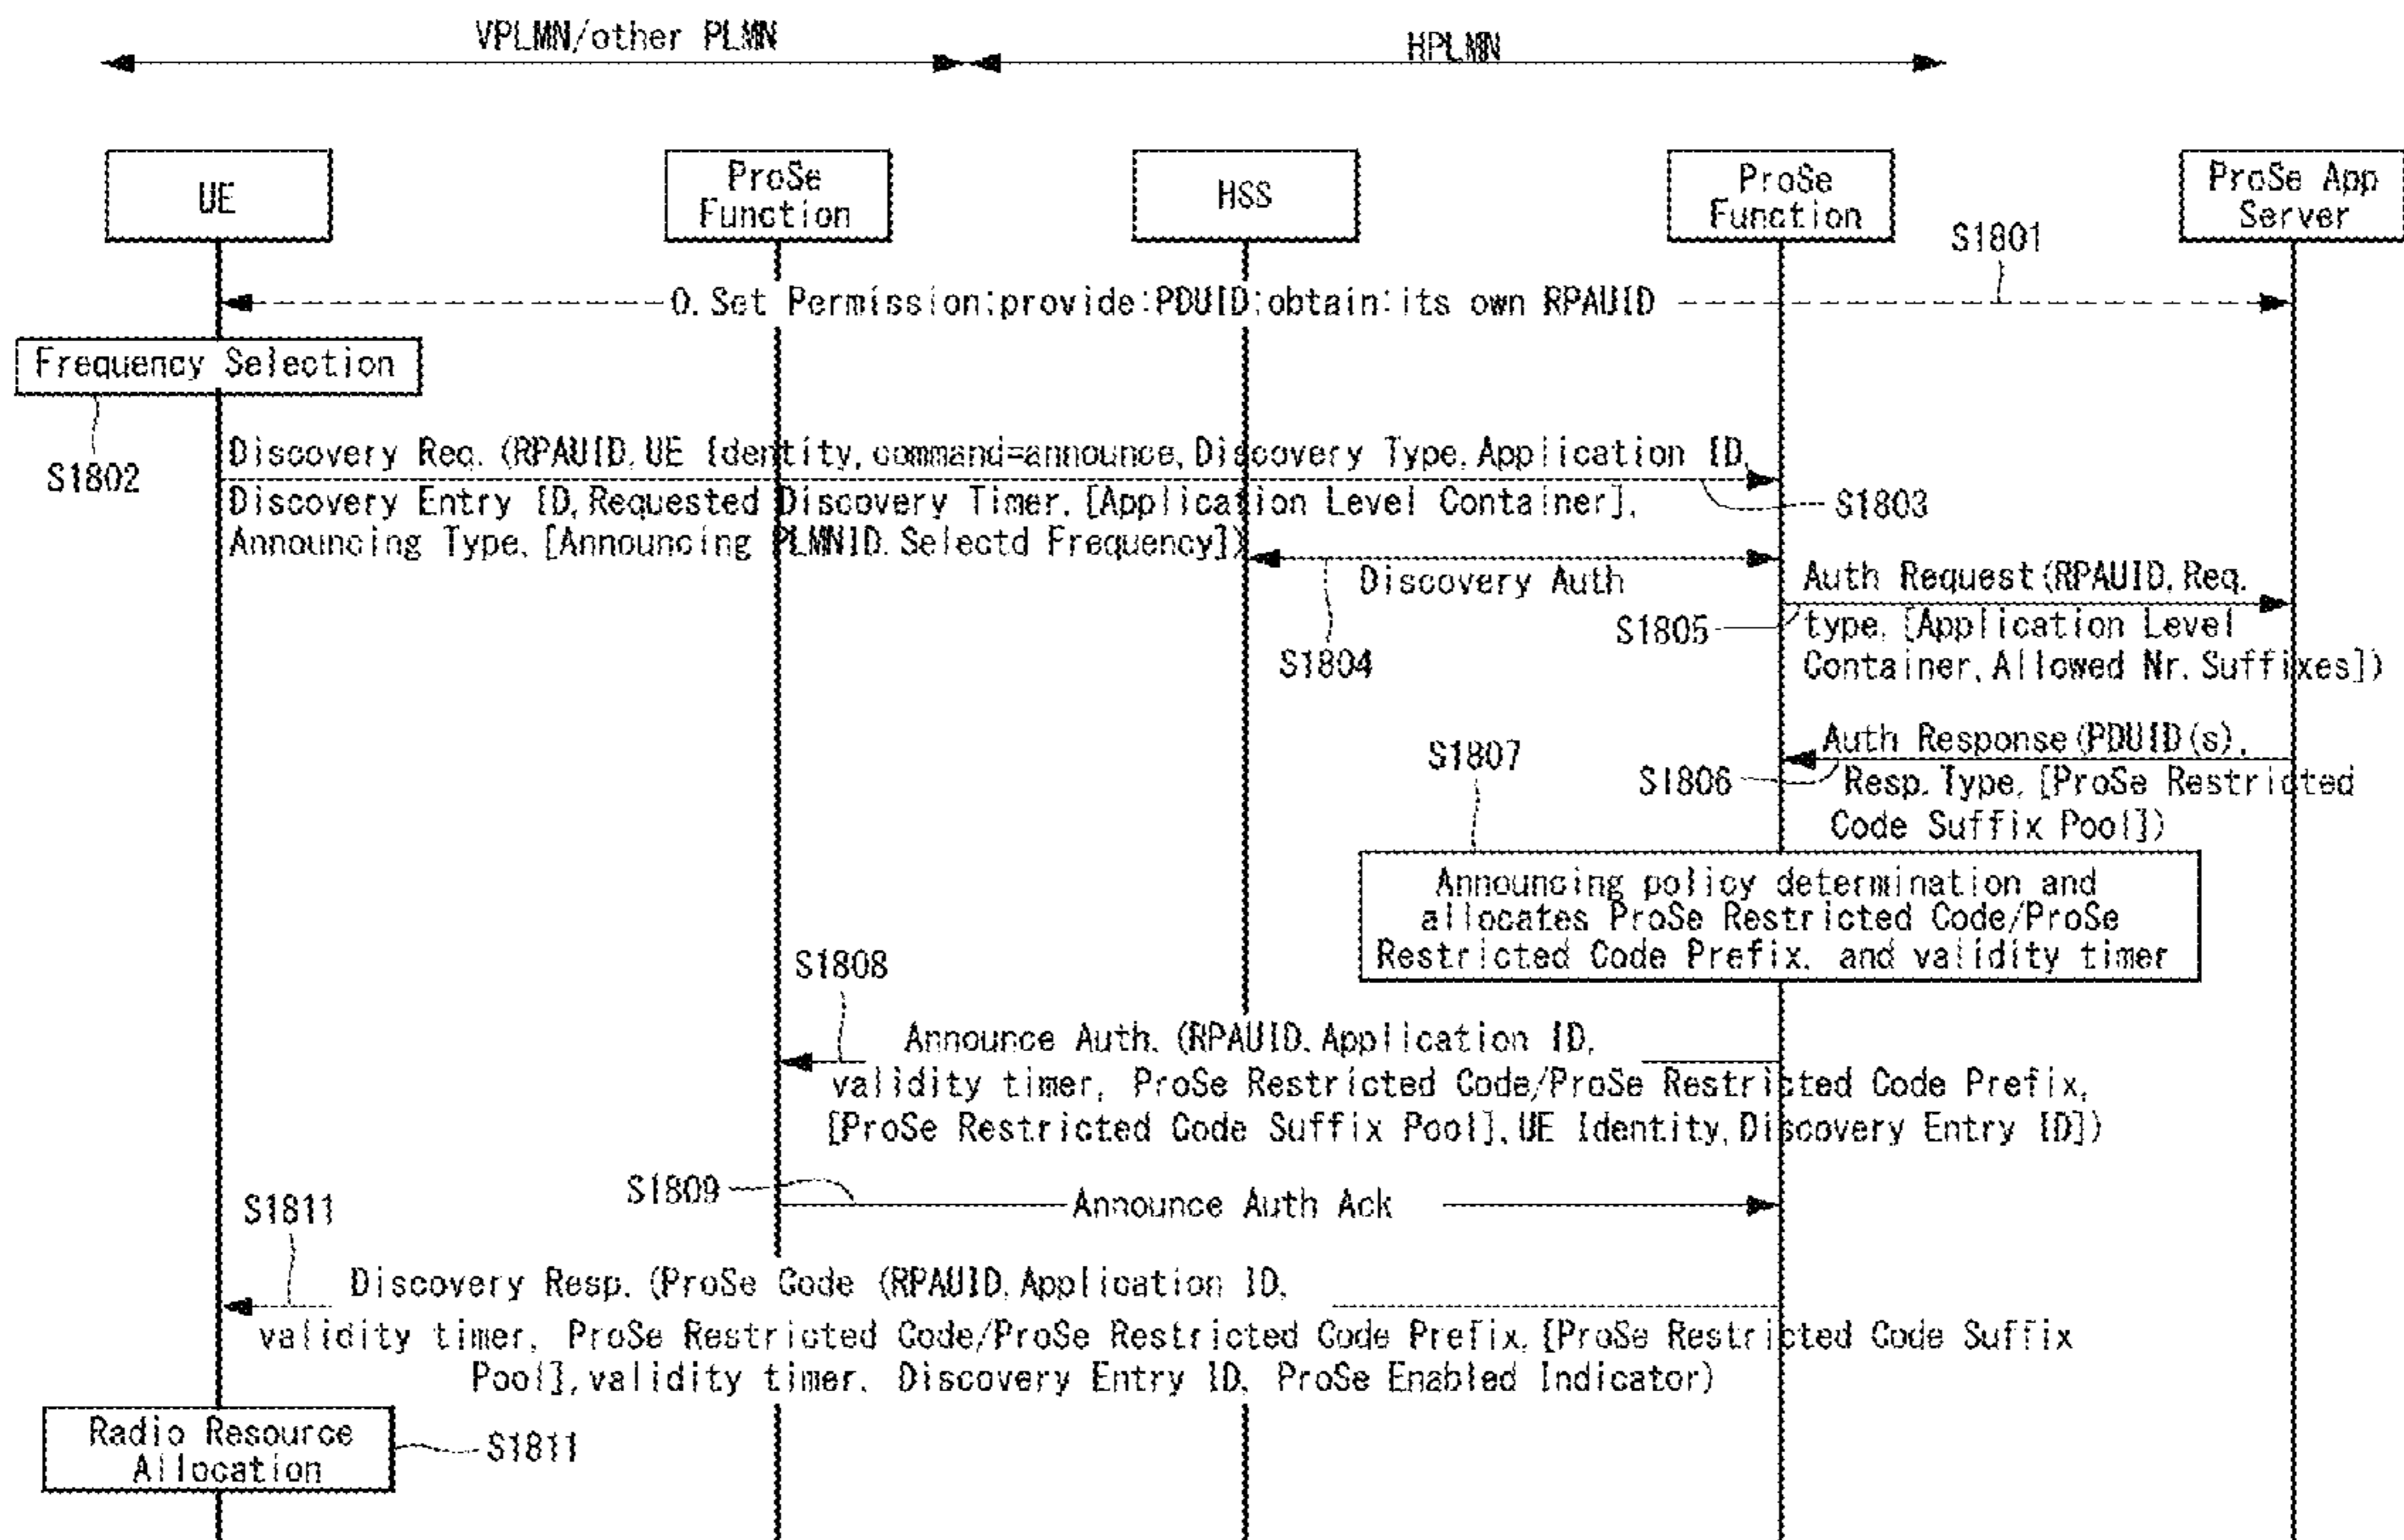 VPLMN/other PLMN
HPLMN
UE
ProSe
Function
HSS
ProSe
Function
ProSe App
Server
S1801
0. Set Permission;provide:PDUID;obtain:its own RPAUID
Frequency Selection
S1802
Discovery Req. (RPAUID, UE Identity, command=announce, Discovery Type, Application ID,
Discovery Entry ID, Requested Discovery Timer, [Application Level Container],
Announcing Type, [Announcing PLMNID. Selectd Frequency])
S1803
Discovery Auth
S1804
Auth Request(RPAUID, Req.
type, [Application Level
Container, Allowed Nr. Suffixes])
S1805
Auth Response(PDUID(s),
Resp. Type, [ProSe Restricted
Code Suffix Pool])
S1806
S1807
Announcing policy determination and
allocates ProSe Restricted Code/ProSe
Restricted Code Prefix, and validity timer
S1808
Announce Auth. (RPAUID, Application ID,
validity timer, ProSe Restricted Code/ProSe Restricted Code Prefix,
[ProSe Restricted Code Suffix Pool], UE Identity, Discovery Entry ID])
S1809
Announce Auth Ack
S1811
Discovery Resp. (ProSe Code (RPAUID, Application ID,
validity timer, ProSe Restricted Code/ProSe Restricted Code Prefix, [ProSe Restricted Code Suffix
Pool], validity timer, Discovery Entry ID, ProSe Enabled Indicator)
Radio Resource
Allocation
S1811